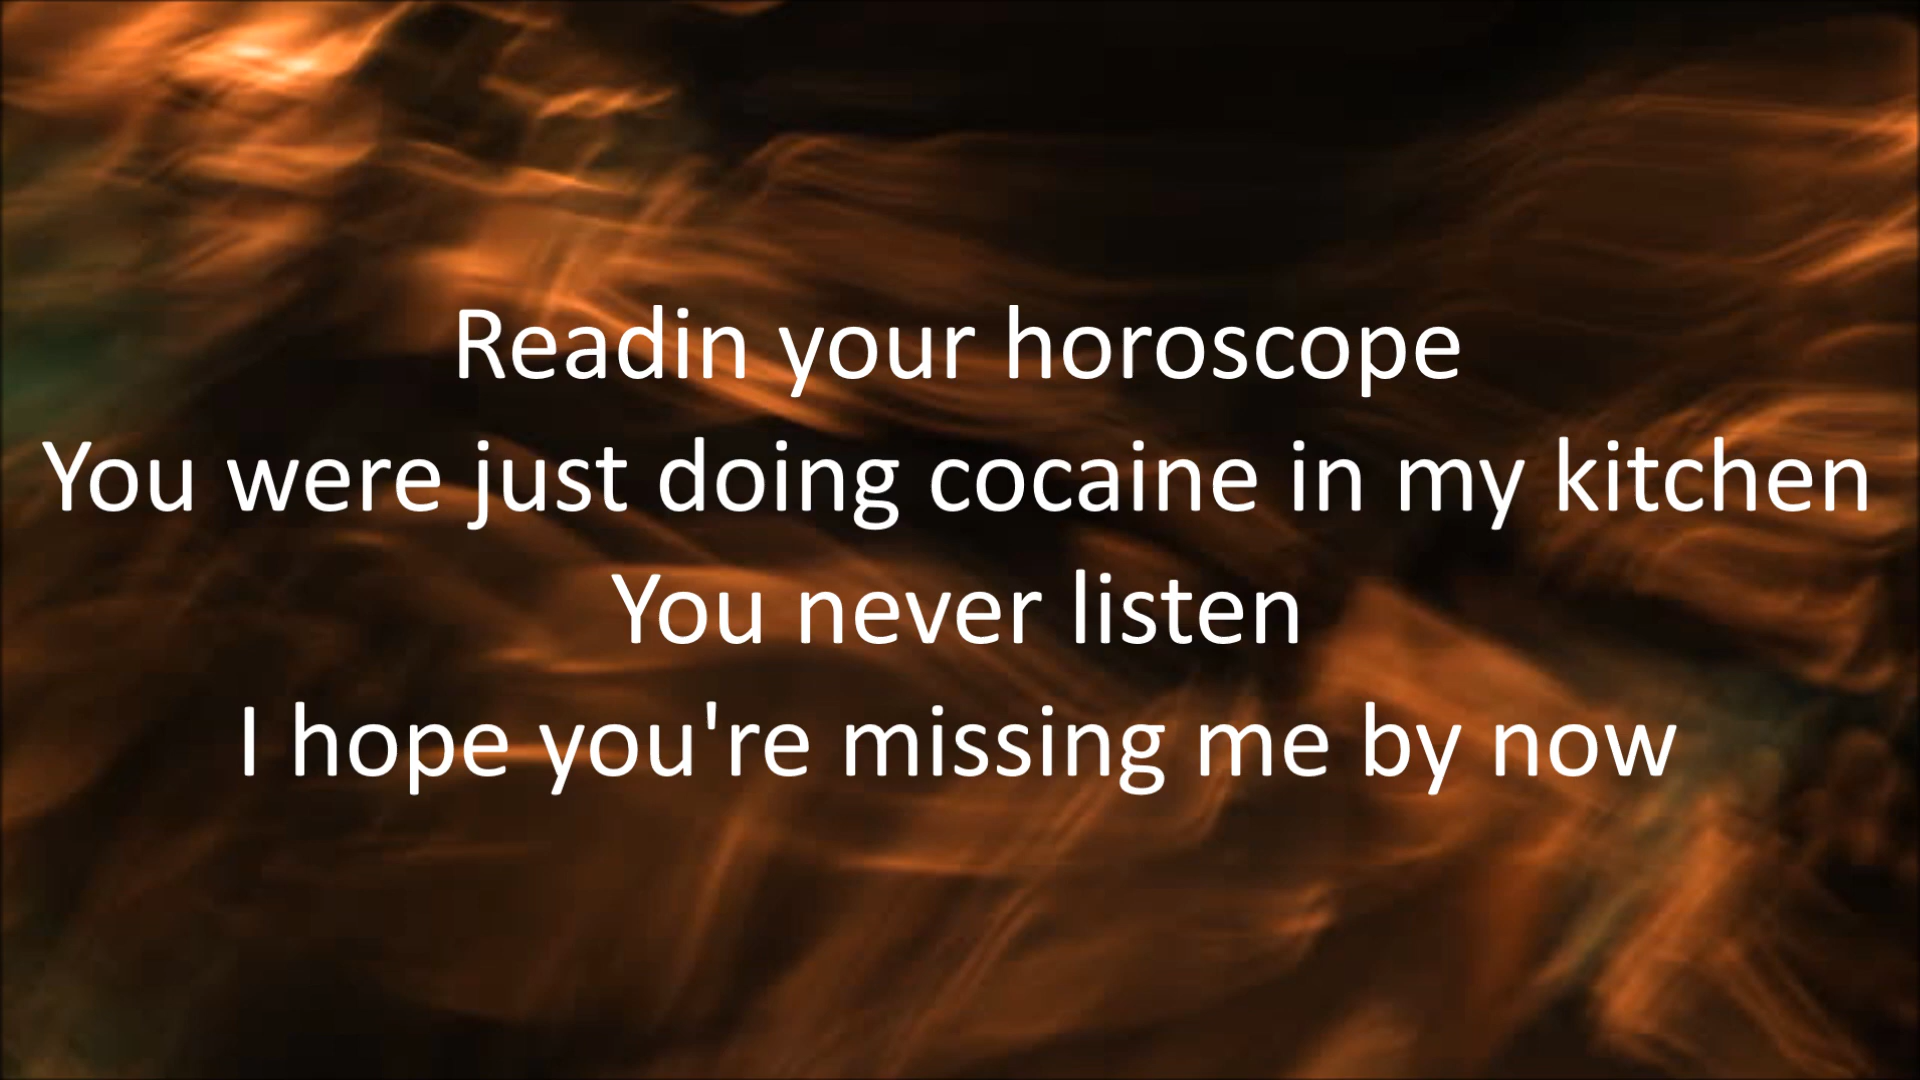 Readin your horoscope
You were just doing cocaine in my kitchen
You never listen
I hope you're missing me by now